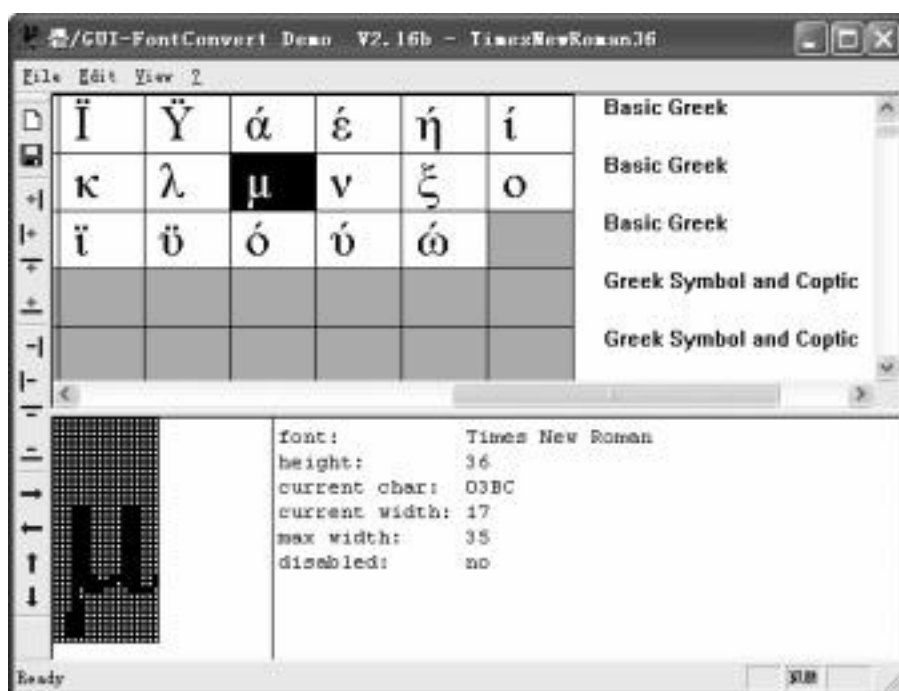 /GUI-FontConvert Demo V2.16b - TimesNewRoman36
File Edit View ?
Ϊ Ϋ ά έ ή ί Basic Greek
κ λ μ ν ξ ο Basic Greek
ϊ ϋ ό ύ ώ Basic Greek
Greek Symbol and Coptic
Greek Symbol and Coptic
μ
font: Times New Roman
height: 36
current char: 03BC
current width: 17
max width: 35
disabled: no
Ready NUM